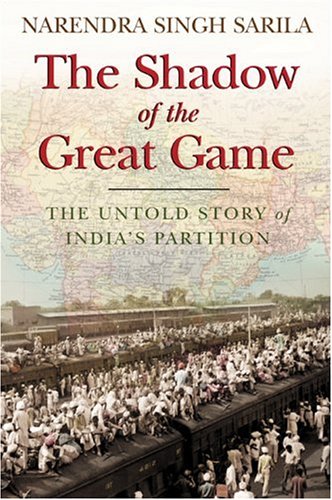 NARENDRA SINGH SARILA
The Shadow
of the
Great Game
THE UNTOLD STORY of
INDIA'S PARTITION